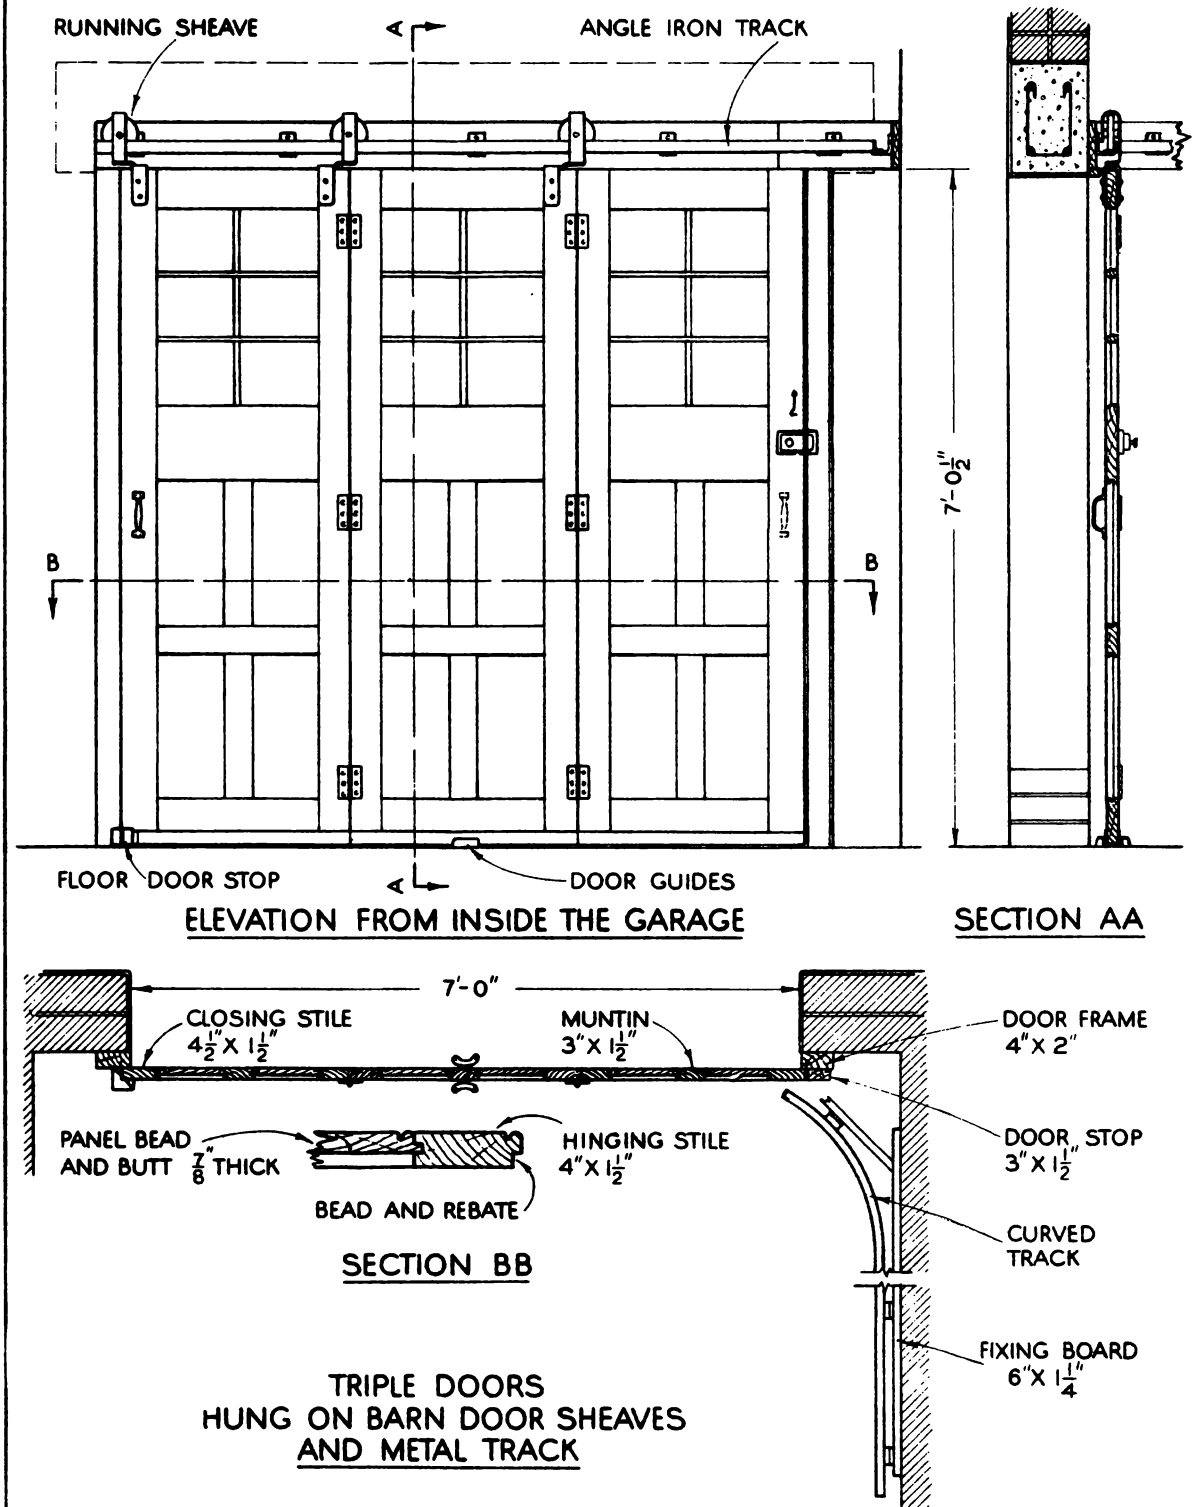 RUNNING SHEAVE
A
ANGLE IRON TRACK
7'-0½"
B
B
FLOOR DOOR STOP
A
DOOR GUIDES
ELEVATION FROM INSIDE THE GARAGE
SECTION AA
7'-0"
CLOSING STILE
4½" X 1½"
MUNTIN
3" X 1½"
DOOR FRAME
4" X 2"
PANEL BEAD
AND BUTT ⅞" THICK
HINGING STILE
4" X 1½"
BEAD AND REBATE
DOOR STOP
3" X 1½"
CURVED
TRACK
SECTION BB
FIXING BOARD
6" X 1¼"
TRIPLE DOORS
HUNG ON BARN DOOR SHEAVES
AND METAL TRACK